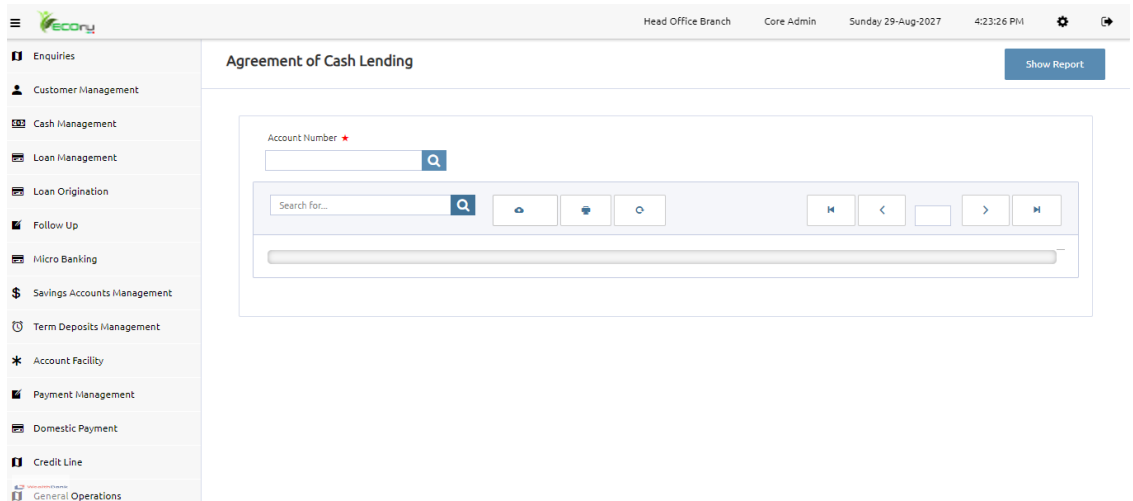 ecory
Head Office Branch Core Admin Sunday 29-Aug-2027 4:23:26 PM
Enquiries
Customer Management
Cash Management
Loan Management
Loan Origination
Follow Up
Micro Banking
Savings Accounts Management
Term Deposits Management
Account Facility
Payment Management
Domestic Payment
Credit Line
General Operations
Agreement of Cash Lending
Show Report
Account Number ★
Search for...